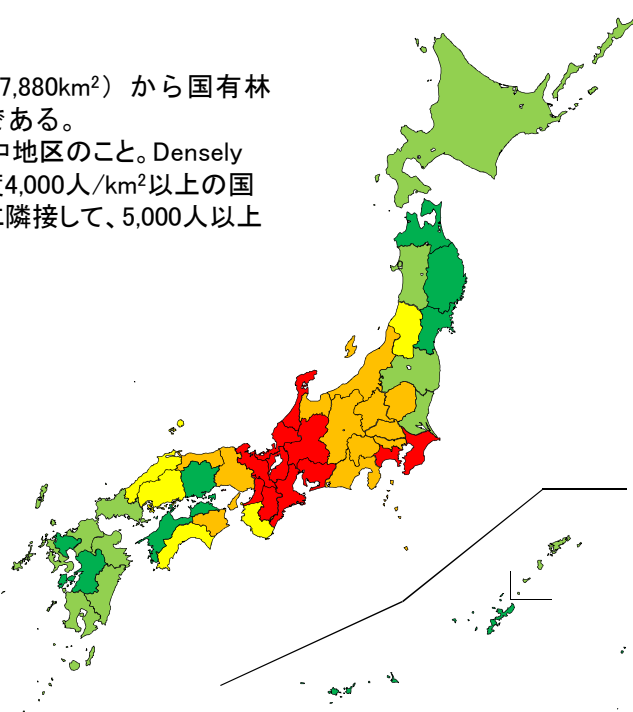 7,880km²）から国有林
である。
中地区のこと。Densely
度4,000人/km²以上の国
に隣接して、5,000人以上